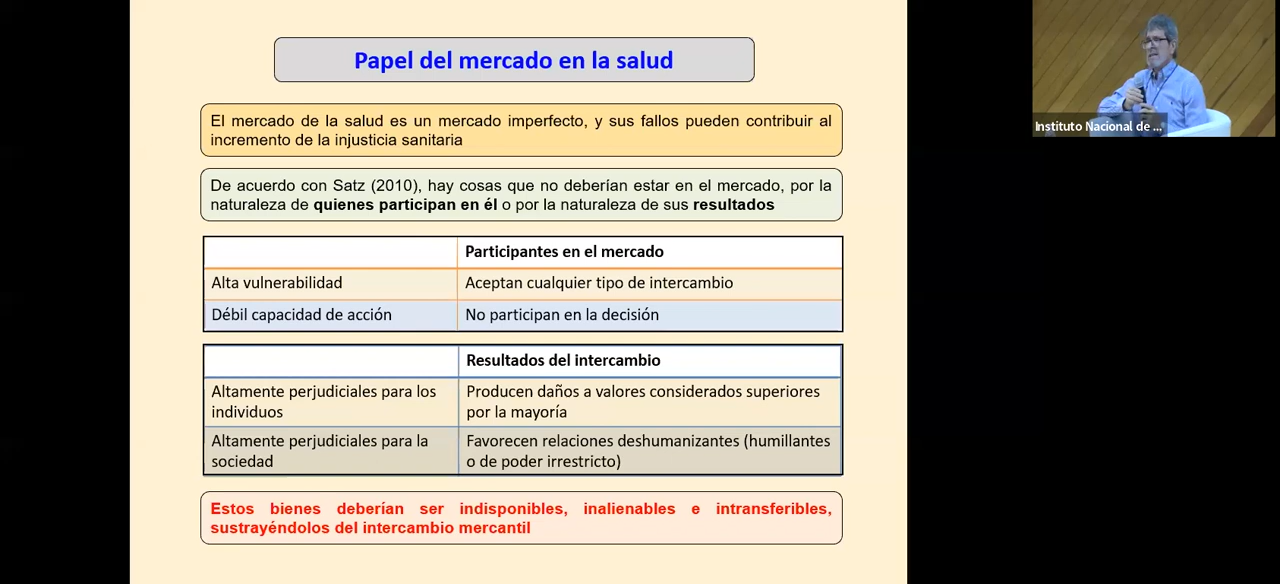 Papel del mercado en la salud
Instituto Nacional de ...
El mercado de la salud es un mercado imperfecto, y sus fallos pueden contribuir al
incremento de la injusticia sanitaria
De acuerdo con Satz (2010), hay cosas que no deberían estar en el mercado, por la
naturaleza de quienes participan en él o por la naturaleza de sus resultados
Participantes en el mercado
Alta vulnerabilidad Aceptan cualquier tipo de intercambio
Débil capacidad de acción No participan en la decisión
Resultados del intercambio
Altamente perjudiciales para los
individuos
Producen daños a valores considerados superiores
por la mayoría
Altamente perjudiciales para la
sociedad
Favorecen relaciones deshumanizantes (humillantes
o de poder irrestricto)
Estos bienes deberían ser indisponibles, inalienables e intransferibles,
sustrayéndolos del intercambio mercantil